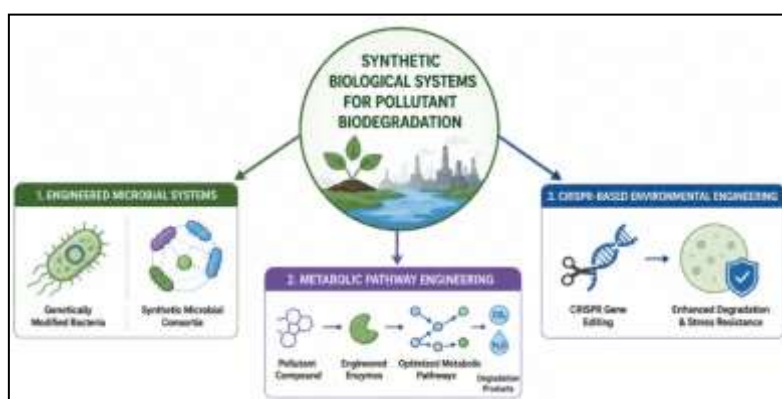 SYNTHETIC
BIOLOGICAL SYSTEMS
FOR POLLUTANT
BIODEGRADATION
1. ENGINEERED MICROBIAL SYSTEMS
Genetically
Modified Bacteria
Synthetic Microbial
Consortia
2. METABOLIC PATHWAY ENGINEERING
Pollutant
Compound
Engineered
Enzymes
Optimized Metabolic
Pathways
CO₂
H₂O
Degradation
Products
3. CRISPR-BASED ENVIRONMENTAL ENGINEERING
CRISPR Gene
Editing
Enhanced Degradation
& Stress Resistance